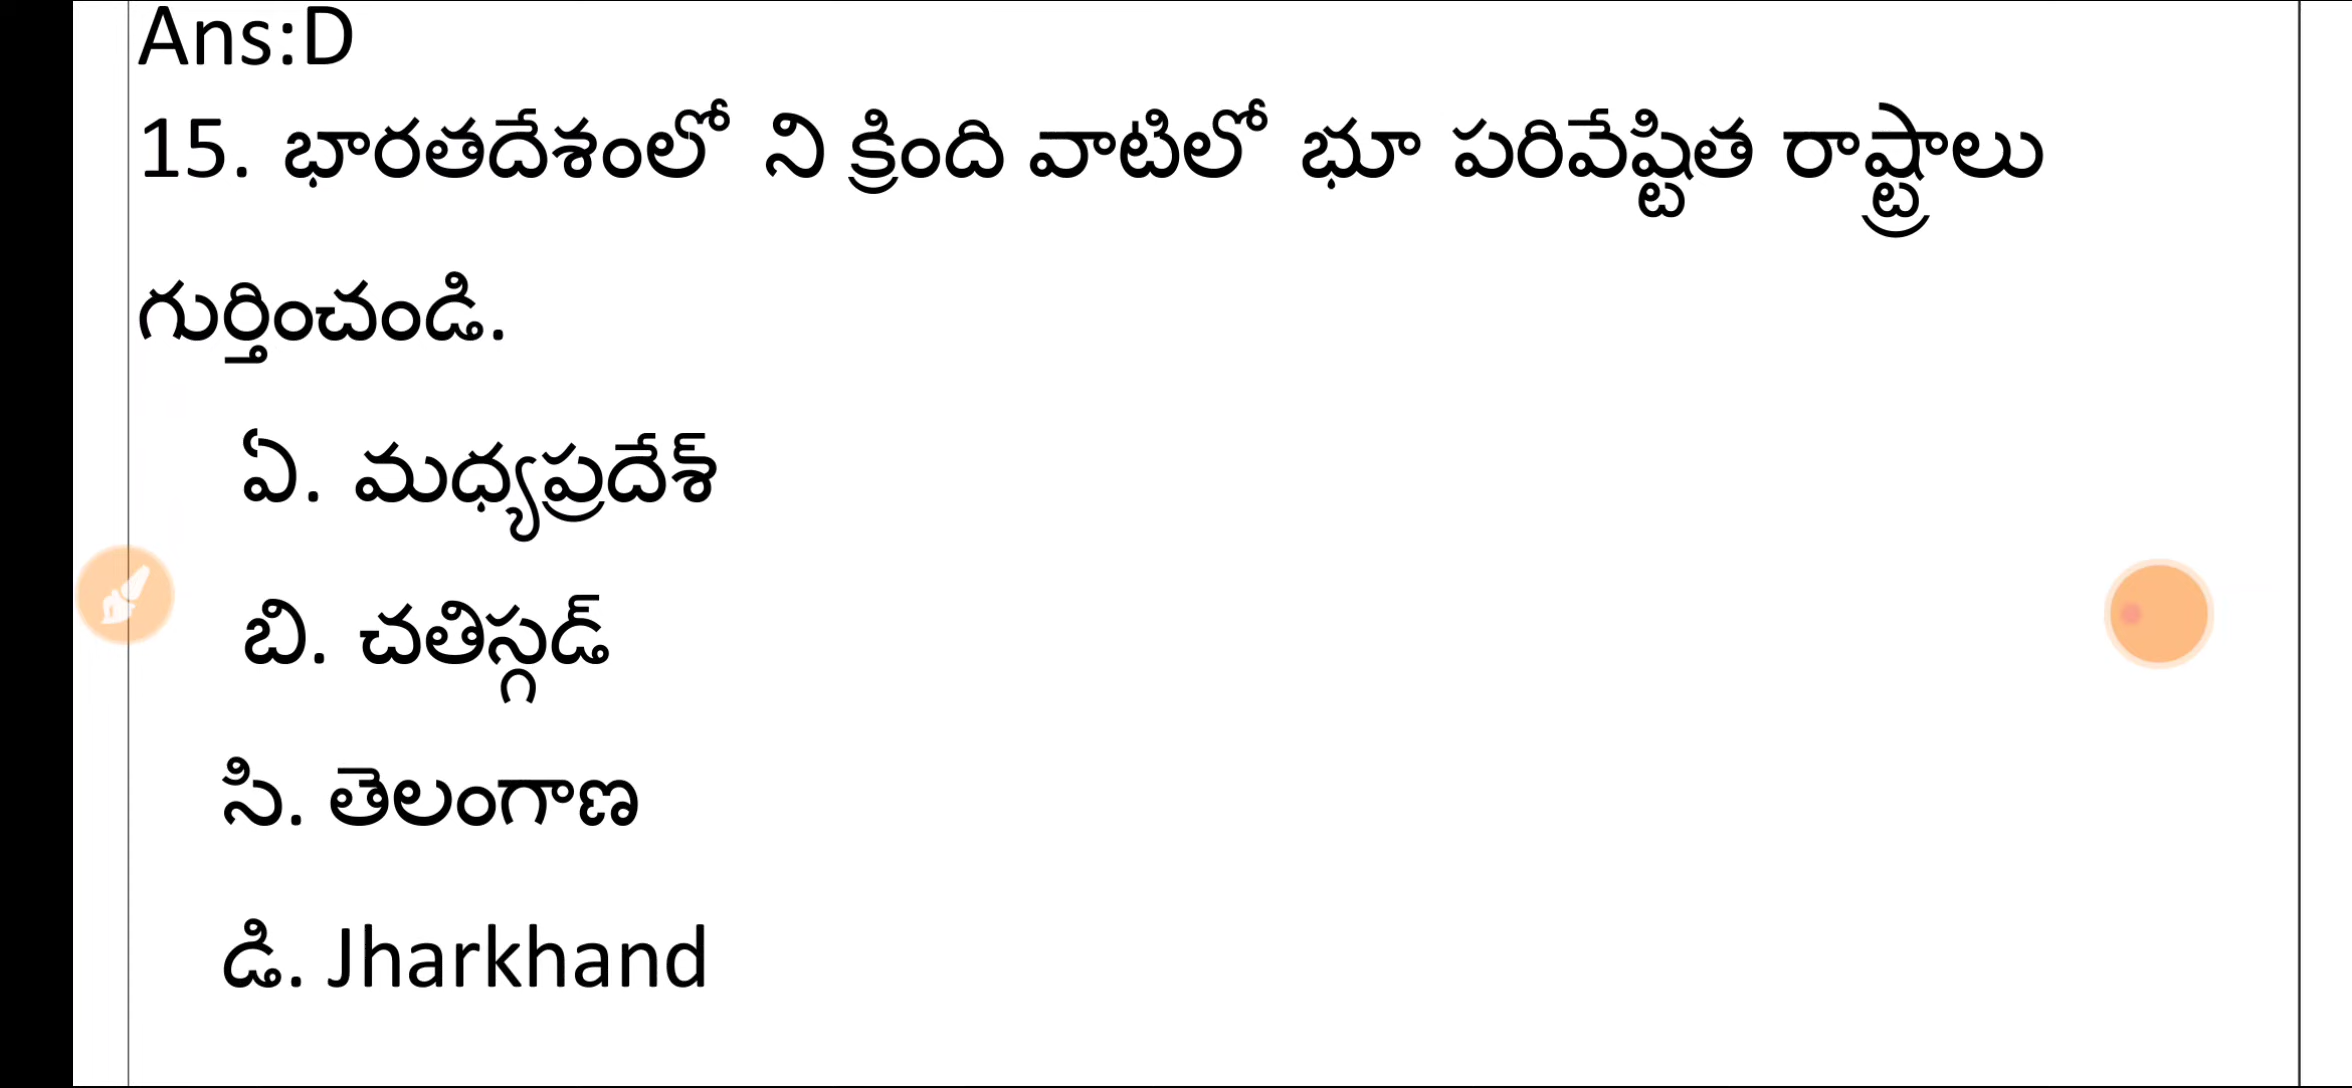 Ans:D
15. భారతదేశంలో ని క్రింది వాటిలో భూ పరివేష్టిత రాష్ట్రాలు
గుర్తించండి.
ఏ. మధ్యప్రదేశ్
బి. చతిస్గడ్
సి. తెలంగాణ
డి. Jharkhand